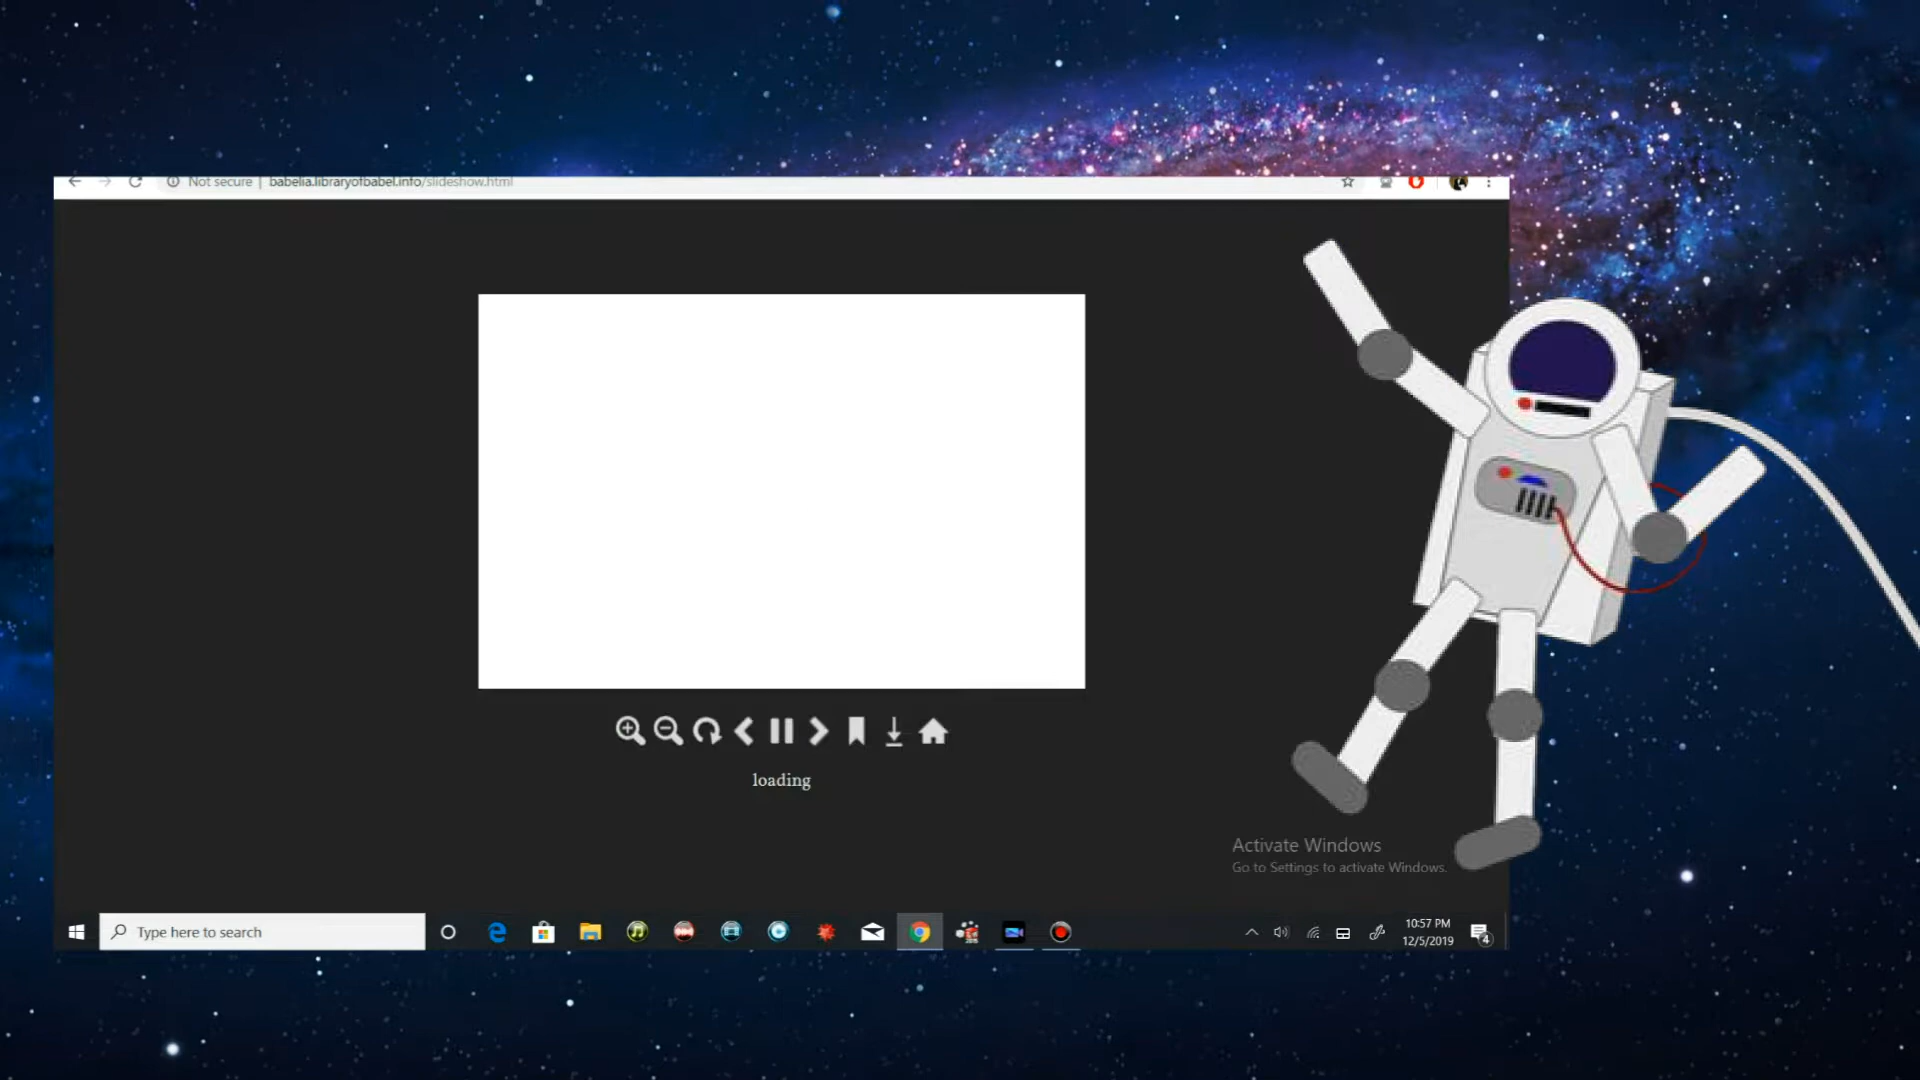 Not secure | babelia.libraryofbabel.info/slideshow.html
loading
Activate Windows
Go to Settings to activate Windows.
Type here to search
10:57 PM
12/5/2019
4